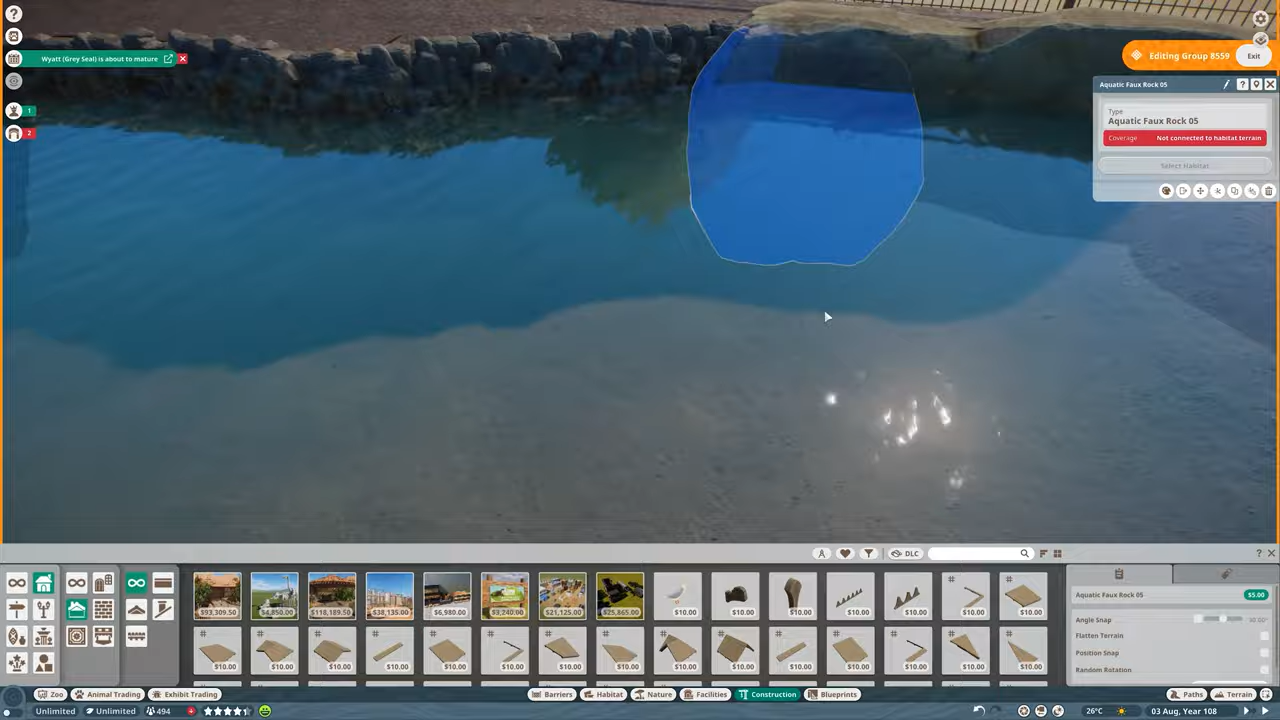 Wyatt (Grey Seal) is about to mature
1
2
Editing Group 8559
Exit
Aquatic Faux Rock 05
Type
Aquatic Faux Rock 05
Coverage Not connected to habitat terrain
Select Habitat
DLC
$93,309.50 $4,850.00 $118,189.50 $38,135.00 $6,980.00 $3,240.00 $21,125.00 $25,865.00 $10.00 $10.00 $10.00 $10.00 $10.00 $10.00 $10.00
$10.00 $10.00 $10.00 $10.00 $10.00 $10.00 $10.00 $10.00 $10.00 $10.00 $10.00 $10.00 $10.00 $10.00 $10.00
Aquatic Faux Rock 05 $5.00
Angle Snap
Flatten Terrain
Position Snap
Random Rotation
Zoo Animal Trading Exhibit Trading Barriers Habitat Nature Facilities Construction Blueprints Paths Terrain
Unlimited Unlimited 494 26°C 03 Aug, Year 108